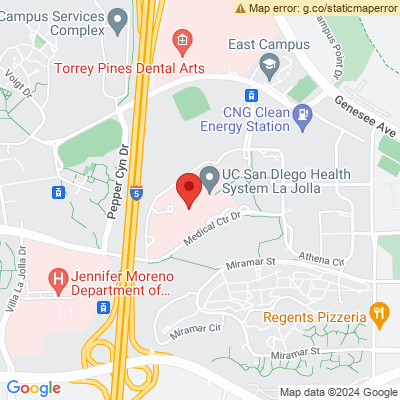 Map error: g.co/staticmaperror
Campus Services
Complex
Torrey Pines Dental Arts
East Campus
Voigt Dr
Campus Point Dr
Genesee Ave
CNG Clean
Energy Station
Pepper Cyn Dr
5
UC San DIego Health
System La Jolla
Medical Ctr Dr
Villa La Jolla Dr
Jennifer Moreno
Department of...
Athena Cir
Miramar St
Regents Pizzeria
Miramar Cir
Miramar St
Google
Map data ©2024 Google